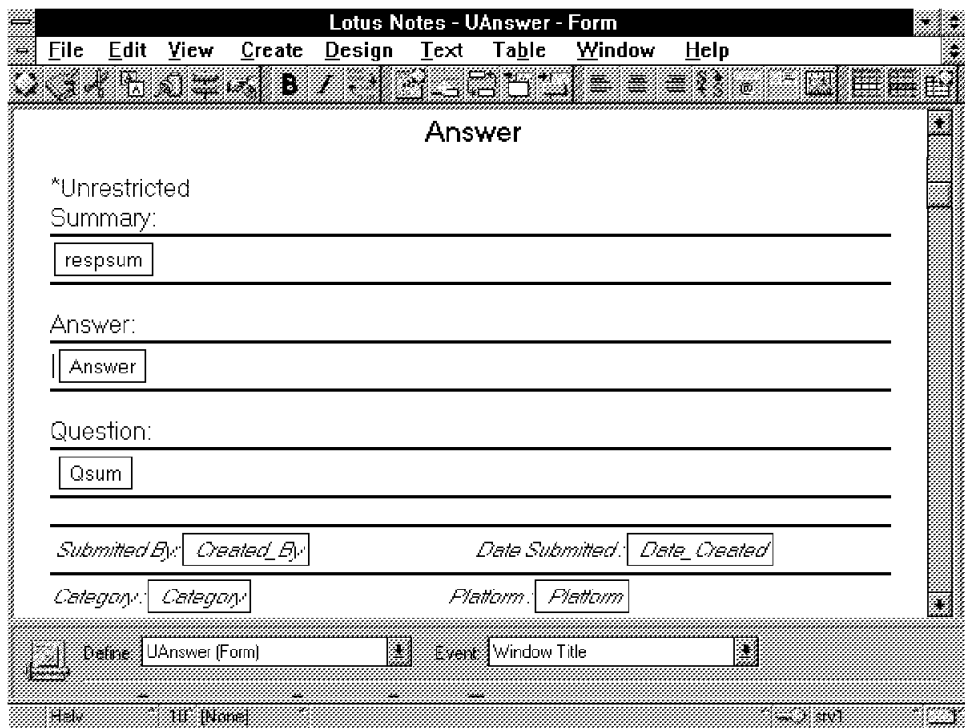 Lotus Notes - UAnswer - Form
File Edit View Create Design Text Table Window Help
B I
Answer
*Unrestricted
Summary:
respsum
Answer:
Answer
Question:
Qsum
Submitted By: Created_By Date Submitted: Date_Created
Category: Category Platform: Platform
Define: UAnswer (Form) Event: Window Title
Helv 10 [None] srv1